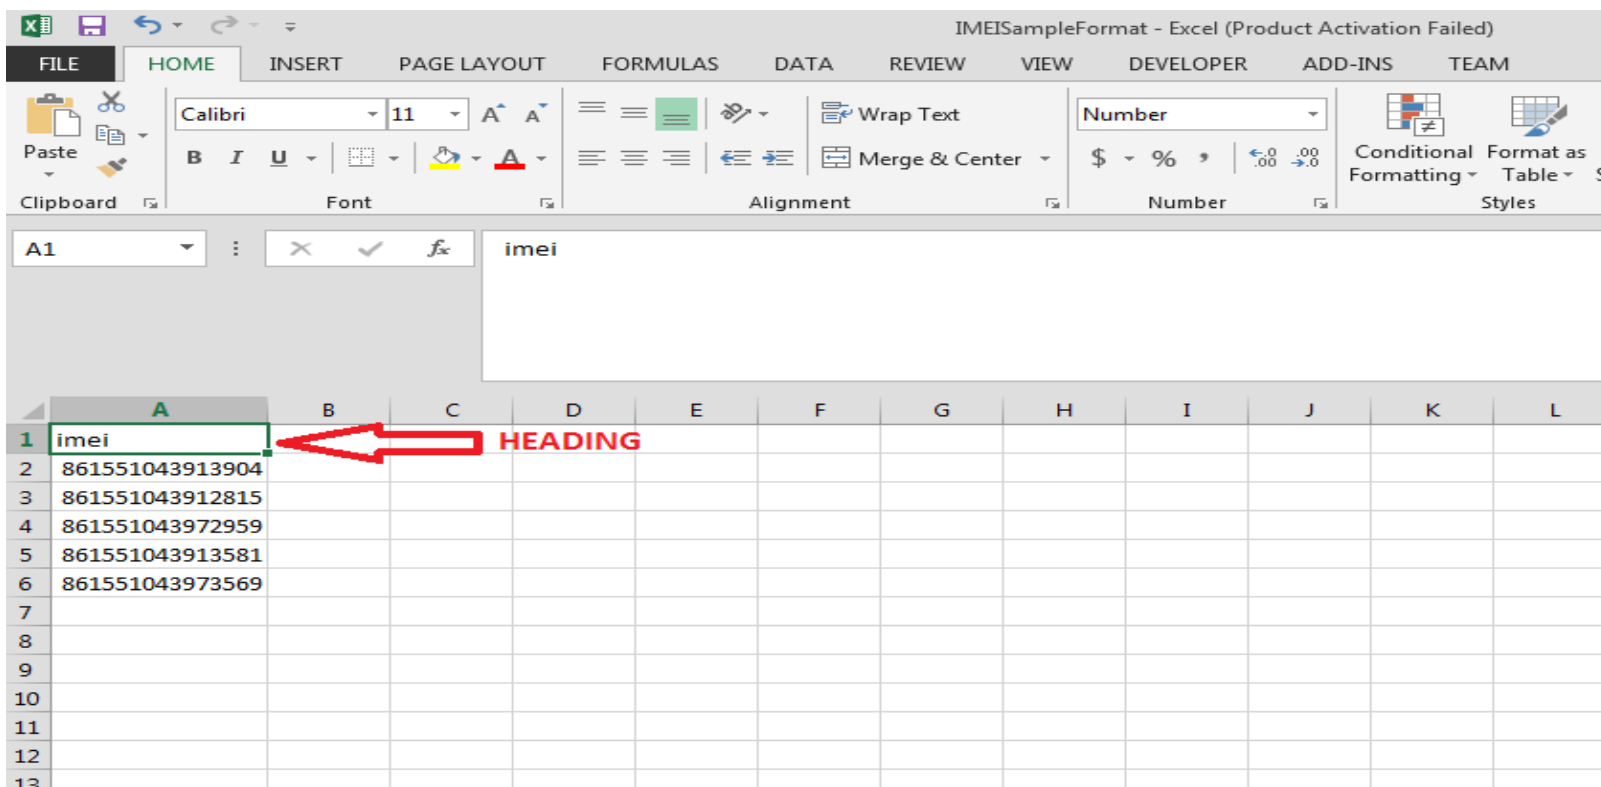 IMEISampleFormat - Excel (Product Activation Failed)
FILE HOME INSERT PAGE LAYOUT FORMULAS DATA REVIEW VIEW DEVELOPER ADD-INS TEAM
Calibri 11 A A Wrap Text Number
Paste B I U A Merge & Center $ % , Conditional Formatting Format as Table
Clipboard Font Alignment Number Styles
A1 fx imei
A B C D E F G H I J K L
1 imei HEADING
2 861551043913904
3 861551043912815
4 861551043972959
5 861551043913581
6 861551043973569
7
8
9
10
11
12
13